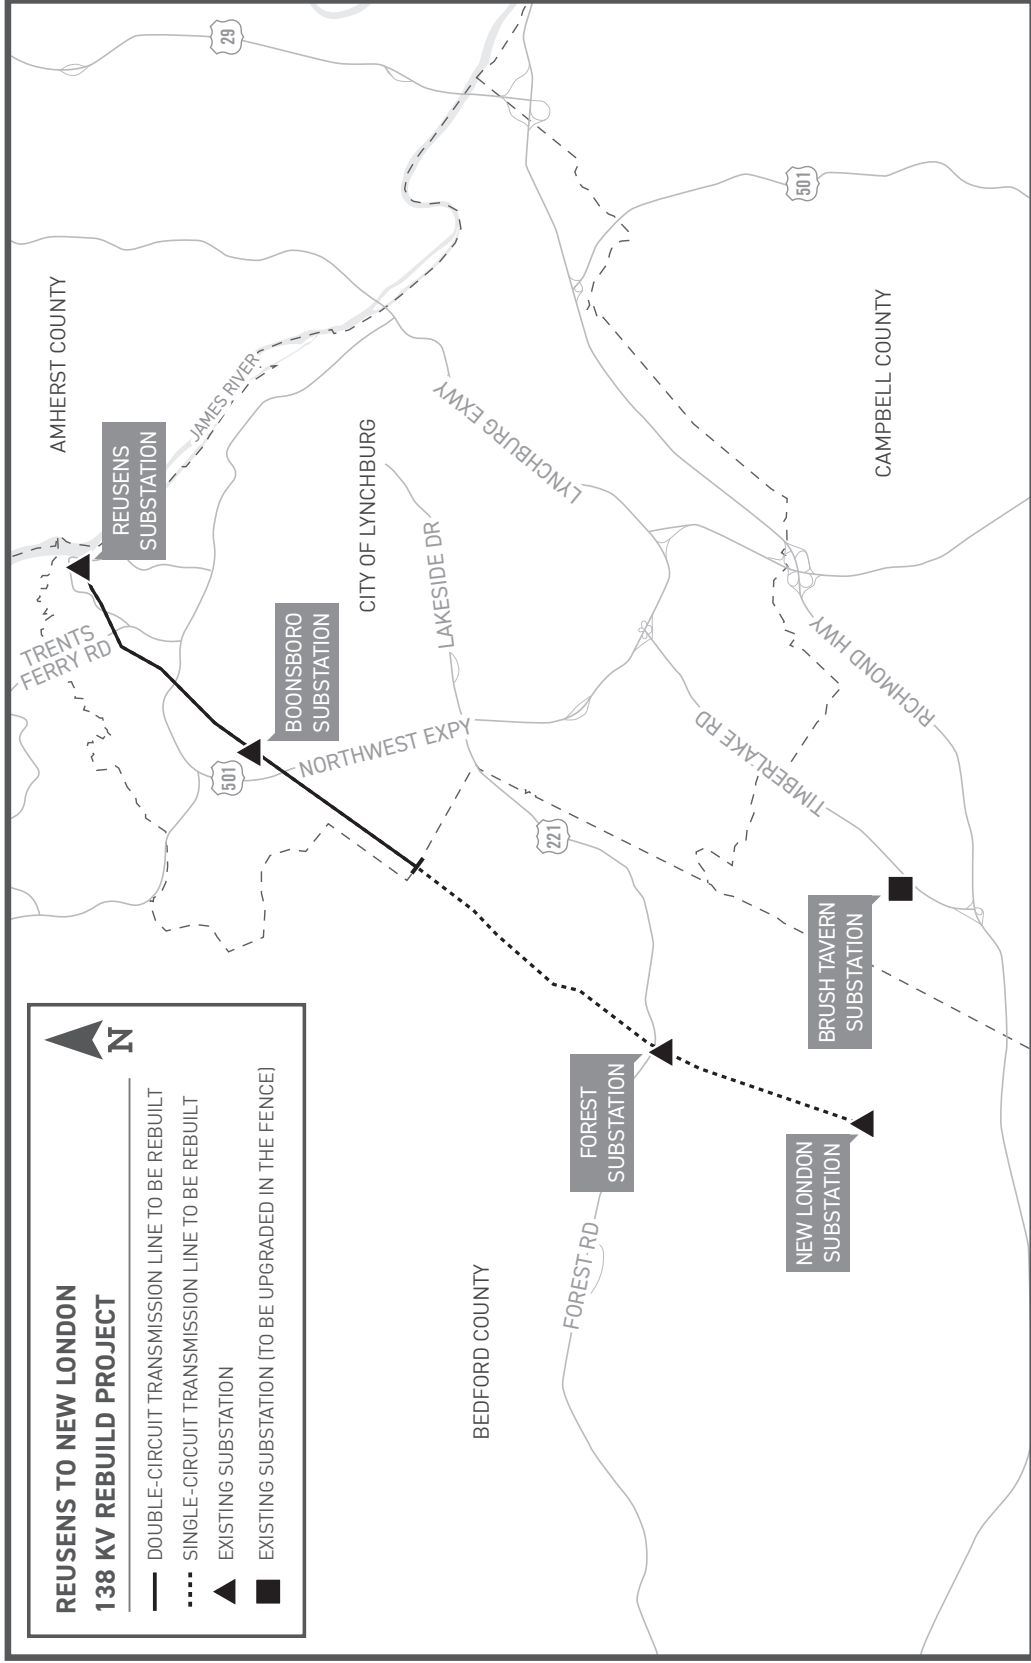 REUSENS TO NEW LONDON
138 KV REBUILD PROJECT
DOUBLE-CIRCUIT TRANSMISSION LINE TO BE REBUILT
SINGLE-CIRCUIT TRANSMISSION LINE TO BE REBUILT
EXISTING SUBSTATION
EXISTING SUBSTATION (TO BE UPGRADED IN THE FENCE)
N
TRENTS
FERRY RD
REUSENS
SUBSTATION
AMHERST COUNTY
29
JAMES RIVER
501
BOONSBORO
SUBSTATION
NORTHWEST EXPY
CITY OF LYNCHBURG
LAKESIDE DR
LYNCHBURG EXWY
BEDFORD COUNTY
FOREST RD
FOREST
SUBSTATION
221
TIMBERLAKE RD
RICHMOND HWY
501
NEW LONDON
SUBSTATION
BRUSH TAVERN
SUBSTATION
CAMPBELL COUNTY